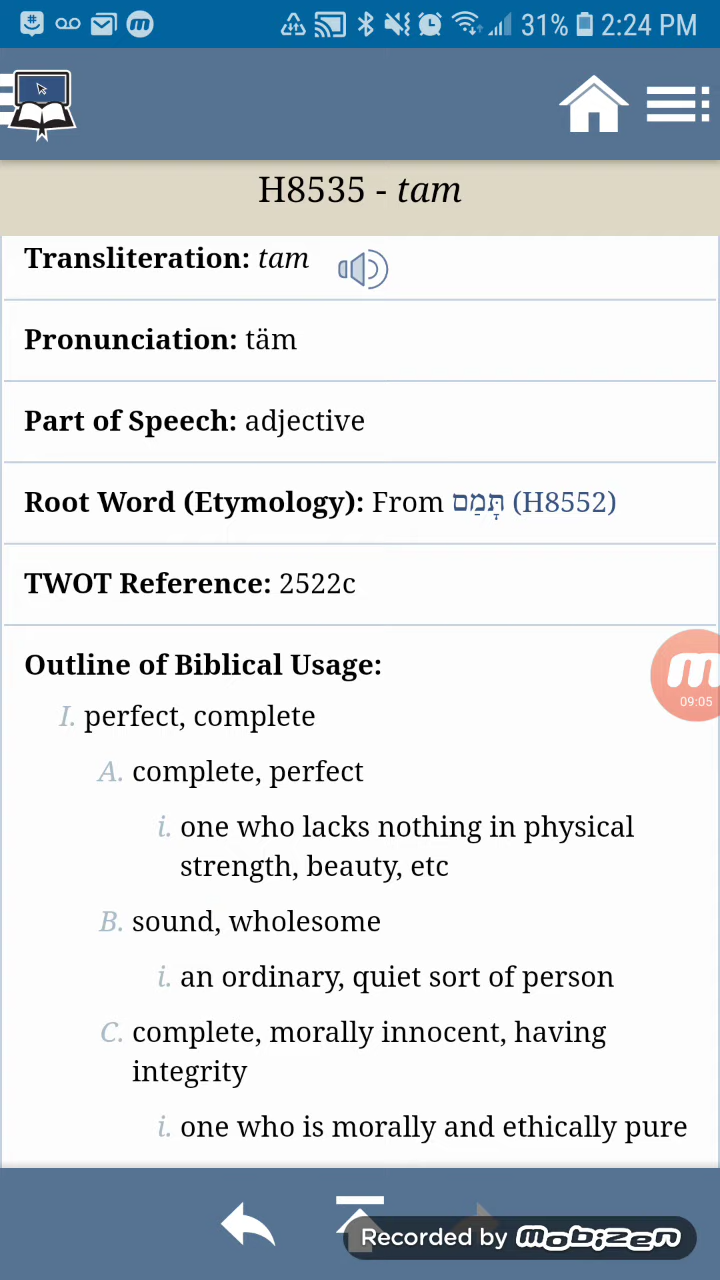 31% 2:24 PM
H8535 - tam
Transliteration: tam
Pronunciation: täm
Part of Speech: adjective
Root Word (Etymology): From תָּמַם (H8552)
TWOT Reference: 2522c
Outline of Biblical Usage:
I. perfect, complete
A. complete, perfect
i. one who lacks nothing in physical
strength, beauty, etc
B. sound, wholesome
i. an ordinary, quiet sort of person
C. complete, morally innocent, having
integrity
i. one who is morally and ethically pure
m
09:05
Recorded by mobizen